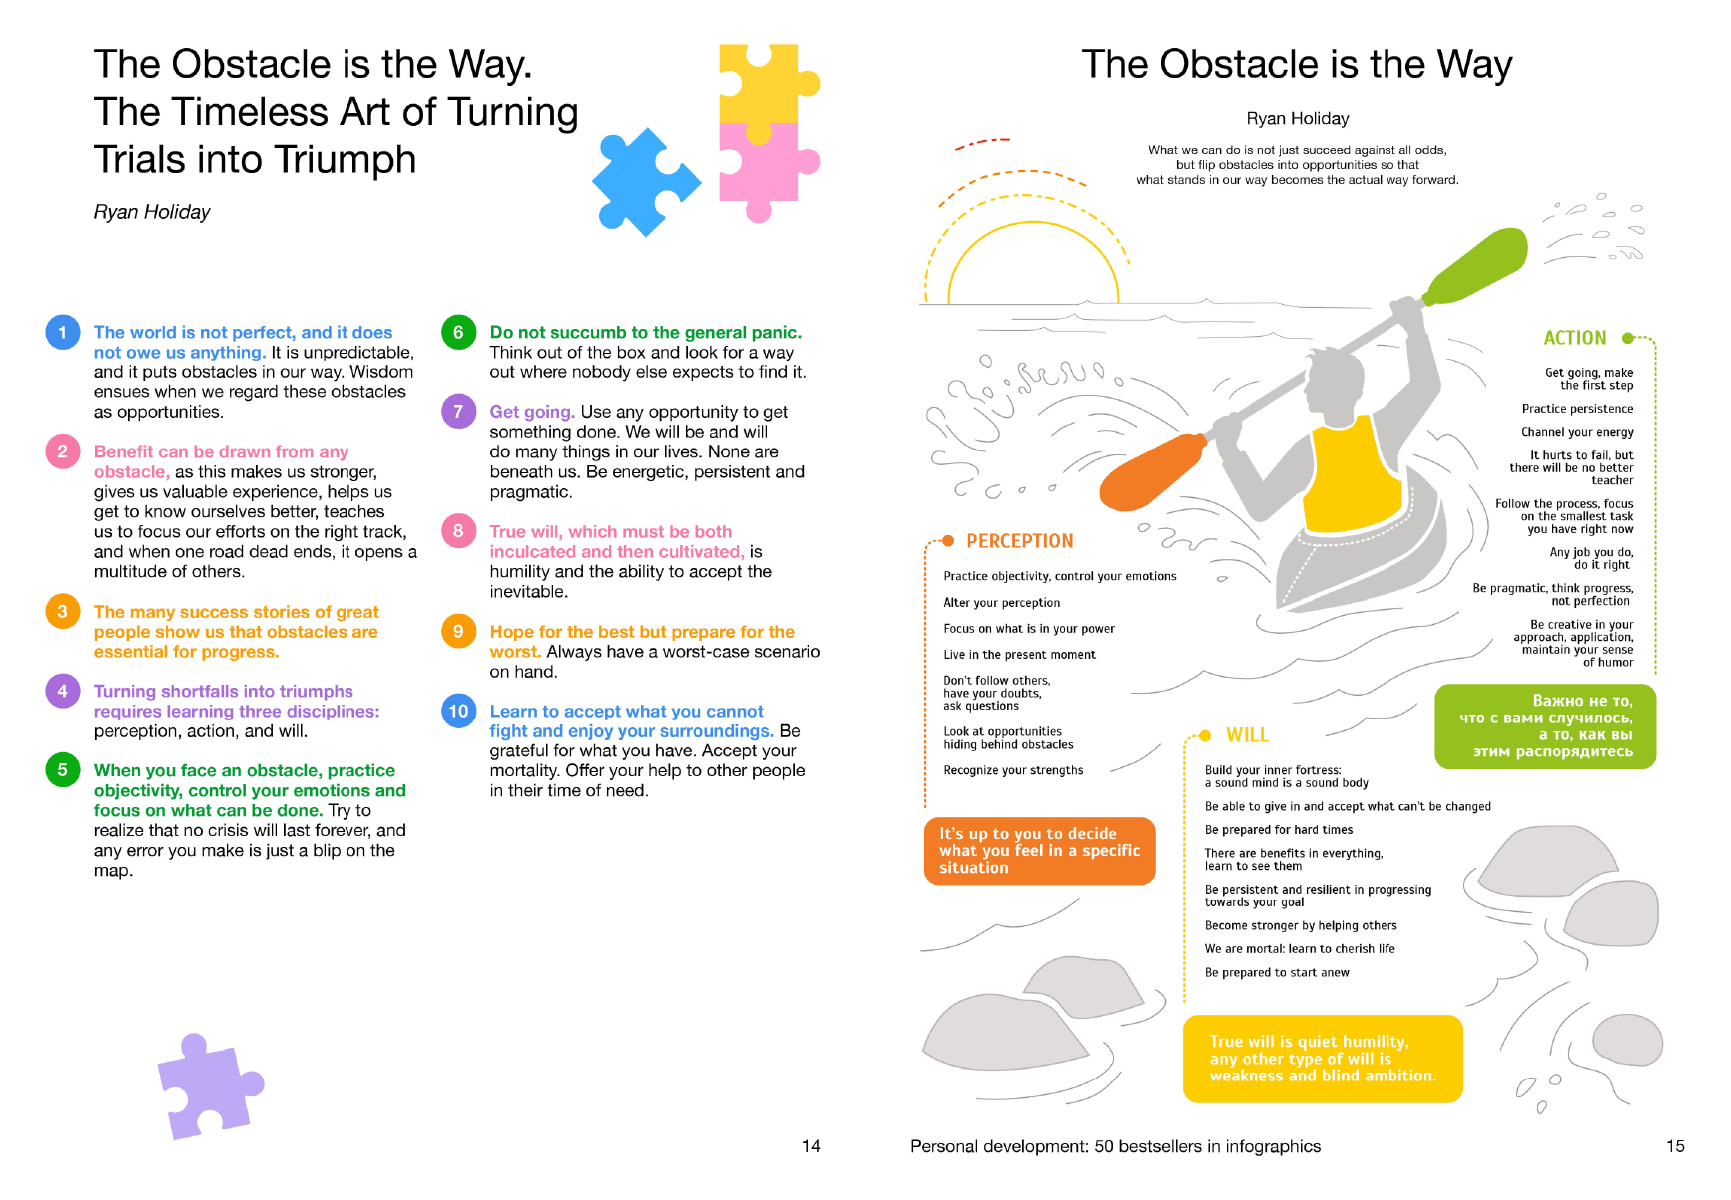 The Obstacle is the Way.
The Timeless Art of Turning
Trials into Triumph
Ryan Holiday
1
The world is not perfect, and it does
not owe us anything. It is unpredictable,
and it puts obstacles in our way. Wisdom
ensues when we regard these obstacles
as opportunities.
2
Benefit can be drawn from any
obstacle, as this makes us stronger,
gives us valuable experience, helps us
get to know ourselves better, teaches
us to focus our efforts on the right track,
and when one road dead ends, it opens a
multitude of others.
3
The many success stories of great
people show us that obstacles are
essential for progress.
4
Turning shortfalls into triumphs
requires learning three disciplines:
perception, action, and will.
5
When you face an obstacle, practice
objectivity, control your emotions and
focus on what can be done. Try to
realize that no crisis will last forever, and
any error you make is just a blip on the
map.
6
Do not succumb to the general panic.
Think out of the box and look for a way
out where nobody else expects to find it.
7
Get going. Use any opportunity to get
something done. We will be and will
do many things in our lives. None are
beneath us. Be energetic, persistent and
pragmatic.
8
True will, which must be both
inculcated and then cultivated, is
humility and the ability to accept the
inevitable.
9
Hope for the best but prepare for the
worst. Always have a worst-case scenario
on hand.
10
Learn to accept what you cannot
fight and enjoy your surroundings. Be
grateful for what you have. Accept your
mortality. Offer your help to other people
in their time of need.
14
The Obstacle is the Way
Ryan Holiday
What we can do is not just succeed against all odds,
but flip obstacles into opportunities so that
what stands in our way becomes the actual way forward.
PERCEPTION
Practice objectivity, control your emotions
Alter your perception
Focus on what is in your power
Live in the present moment
Don't follow others,
have your doubts,
ask questions
Look at opportunities
hiding behind obstacles
Recognize your strengths
It's up to you to decide
what you feel in a specific
situation
ACTION
Get going, make
the first step
Practice persistence
Channel your energy
It hurts to fail, but
there will be no better
teacher
Follow the process, focus
on the smallest task
you have right now
Any job you do,
do it right
Be pragmatic, think progress,
not perfection
Be creative in your
approach, application,
maintain your sense
of humor
Важно не то,
что с вами случилось,
а то, как вы
этим распорядитесь
WILL
Build your inner fortress:
a sound mind is a sound body
Be able to give in and accept what can't be changed
Be prepared for hard times
There are benefits in everything,
learn to see them
Be persistent and resilient in progressing
towards your goal
Become stronger by helping others
We are mortal: learn to cherish life
Be prepared to start anew
True will is quiet humility,
any other type of will is
weakness and blind ambition.
Personal development: 50 bestsellers in infographics
15